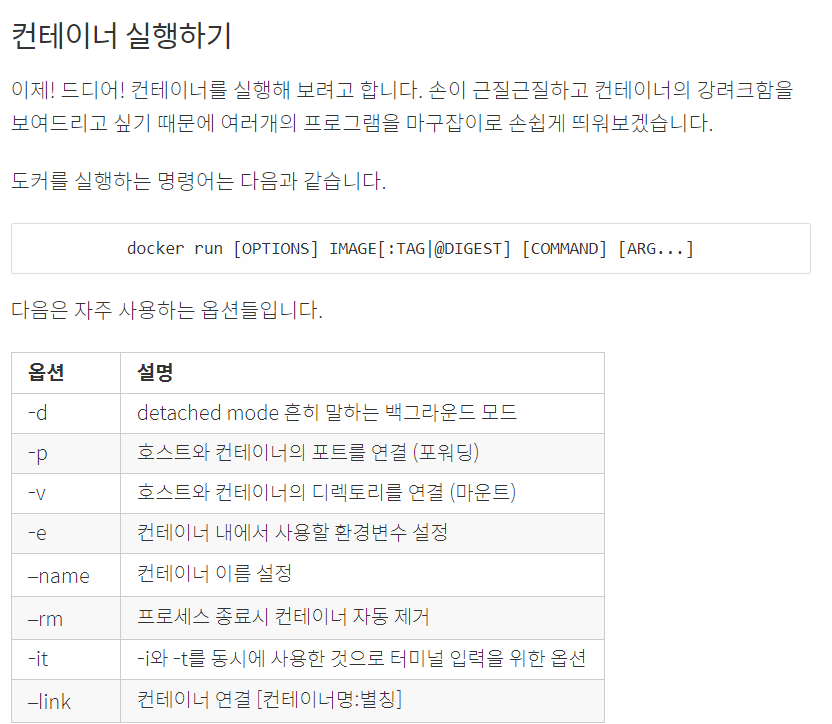 컨테이너 실행하기
이제! 드디어! 컨테이너를 실행해 보려고 합니다. 손이 근질근질하고 컨테이너의 강려크함을
보여드리고 싶기 때문에 여러개의 프로그램을 마구잡이로 손쉽게 띄워보겠습니다.
도커를 실행하는 명령어는 다음과 같습니다.
docker run [OPTIONS] IMAGE[:TAG|@DIGEST] [COMMAND] [ARG...]
다음은 자주 사용하는 옵션들입니다.
옵션 설명
-d detached mode 흔히 말하는 백그라운드 모드
-p 호스트와 컨테이너의 포트를 연결 (포워딩)
-v 호스트와 컨테이너의 디렉토리를 연결 (마운트)
-e 컨테이너 내에서 사용할 환경변수 설정
–name 컨테이너 이름 설정
–rm 프로세스 종료시 컨테이너 자동 제거
-it -i와 -t를 동시에 사용한 것으로 터미널 입력을 위한 옵션
–link 컨테이너 연결 [컨테이너명:별칭]